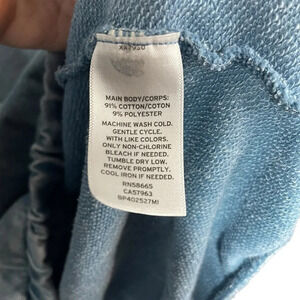 MAIN BODY/CORPS:
91% COTTON/COTON
9% POLYESTER
MACHINE WASH COLD.
GENTLE CYCLE.
WITH LIKE COLORS.
ONLY NON-CHLORINE
BLEACH IF NEEDED.
TUMBLE DRY LOW.
REMOVE PROMPTLY.
COOL IRON IF NEEDED.
RN58665
CA57963
BP402527MI